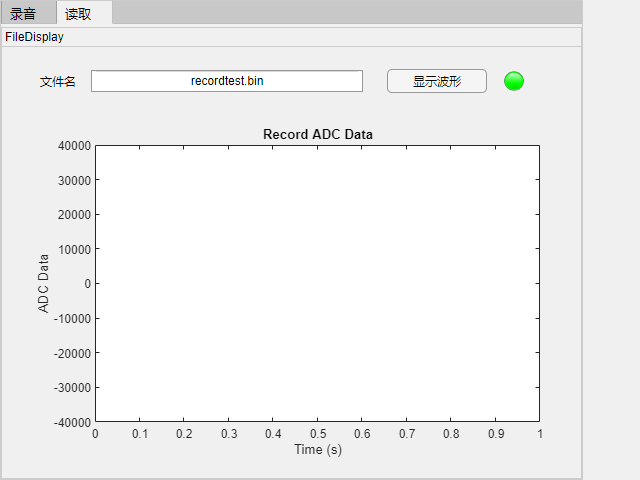 录音 读取
FileDisplay
文件名 recordtest.bin 显示波形
Record ADC Data
40000
30000
20000
10000
0
-10000
-20000
-30000
-40000
ADC Data
0 0.1 0.2 0.3 0.4 0.5 0.6 0.7 0.8 0.9 1
Time (s)